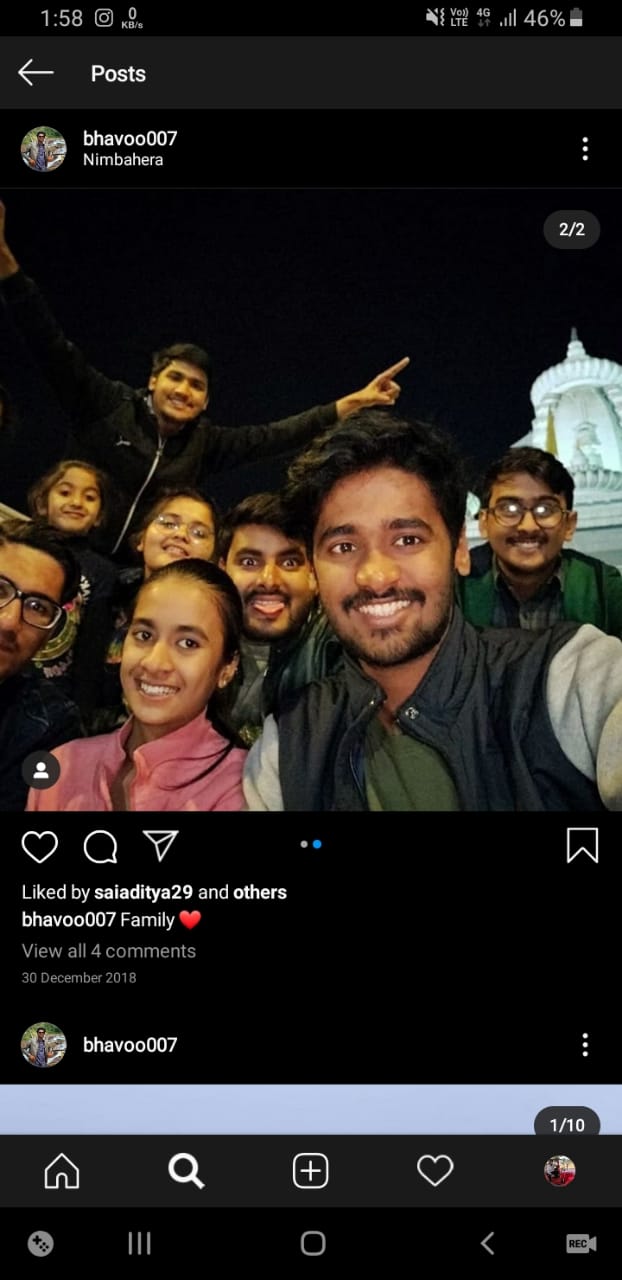 1:58 0 KB/s Vo)) LTE 4G 46%
Posts
bhavoo007
Nimbahera
2/2
Liked by saiaditya29 and others
bhavoo007 Family ❤️
View all 4 comments
30 December 2018
bhavoo007
1/10
REC